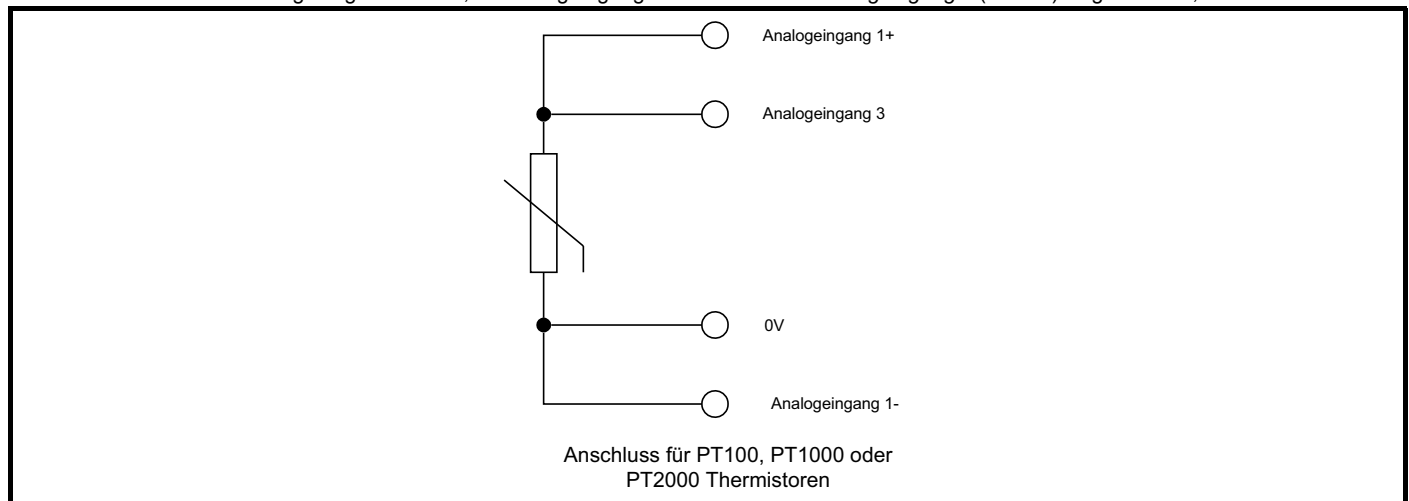 Analogeingang 1+
Analogeingang 3
0V
Analogeingang 1-
Anschluss für PT100, PT1000 oder
PT2000 Thermistoren